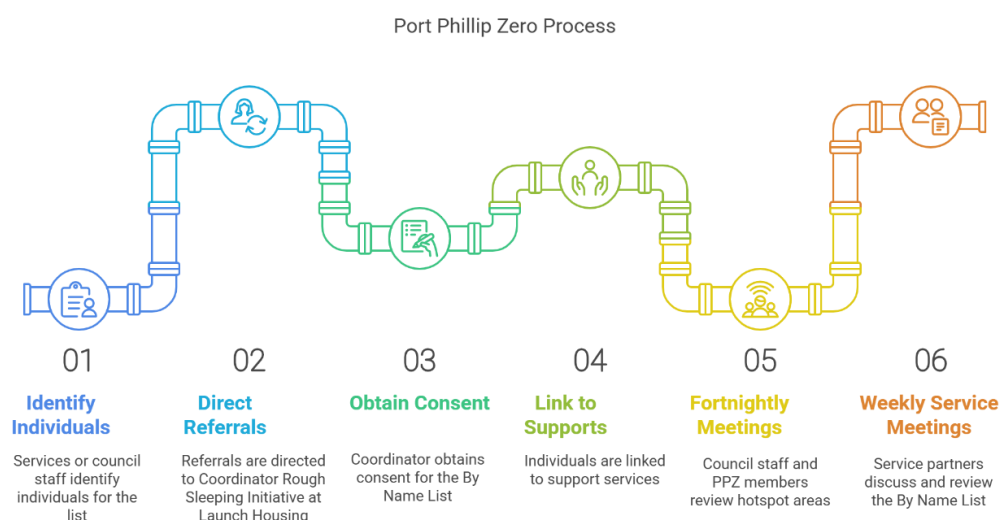 Port Phillip Zero Process
01
Identify
Individuals
Services or council
staff identify
individuals for the
list
02
Direct
Referrals
Referrals are directed
to Coordinator Rough
Sleeping Initiative at
Launch Housing
03
Obtain Consent
Coordinator obtains
consent for the By
Name List
04
Link to
Supports
Individuals are linked
to support services
05
Fortnightly
Meetings
Council staff and
PPZ members
review hotspot areas
06
Weekly Service
Meetings
Service partners
discuss and review
the By Name List